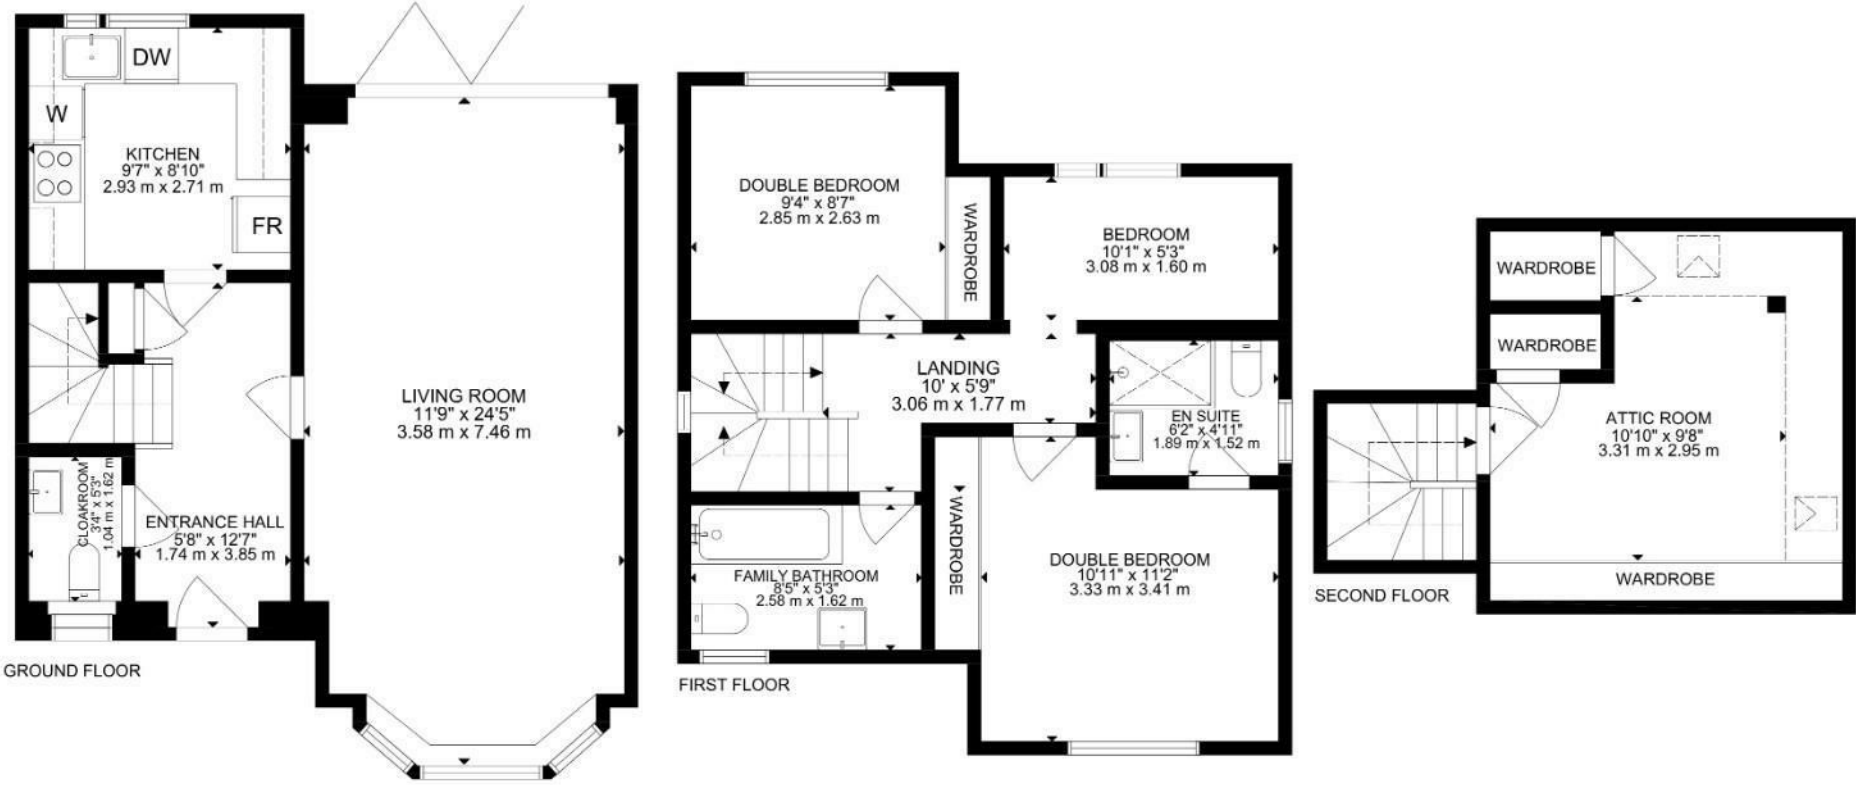 DW
W
KITCHEN
9'7" x 8'10"
2.93 m x 2.71 m
FR
LIVING ROOM
11'9" x 24'5"
3.58 m x 7.46 m
CLOAKROOM
3'4" x 5'3"
1.04 m x 1.62 m
ENTRANCE HALL
5'8" x 12'7"
1.74 m x 3.85 m
GROUND FLOOR
DOUBLE BEDROOM
9'4" x 8'7"
2.85 m x 2.63 m
WARDROBE
BEDROOM
10'1" x 5'3"
3.08 m x 1.60 m
LANDING
10' x 5'9"
3.06 m x 1.77 m
EN SUITE
6'2" x 4'11"
1.89 m x 1.52 m
WARDROBE
FAMILY BATHROOM
8'5" x 5'3"
2.58 m x 1.62 m
DOUBLE BEDROOM
10'11" x 11'2"
3.33 m x 3.41 m
FIRST FLOOR
WARDROBE
WARDROBE
ATTIC ROOM
10'10" x 9'8"
3.31 m x 2.95 m
WARDROBE
SECOND FLOOR